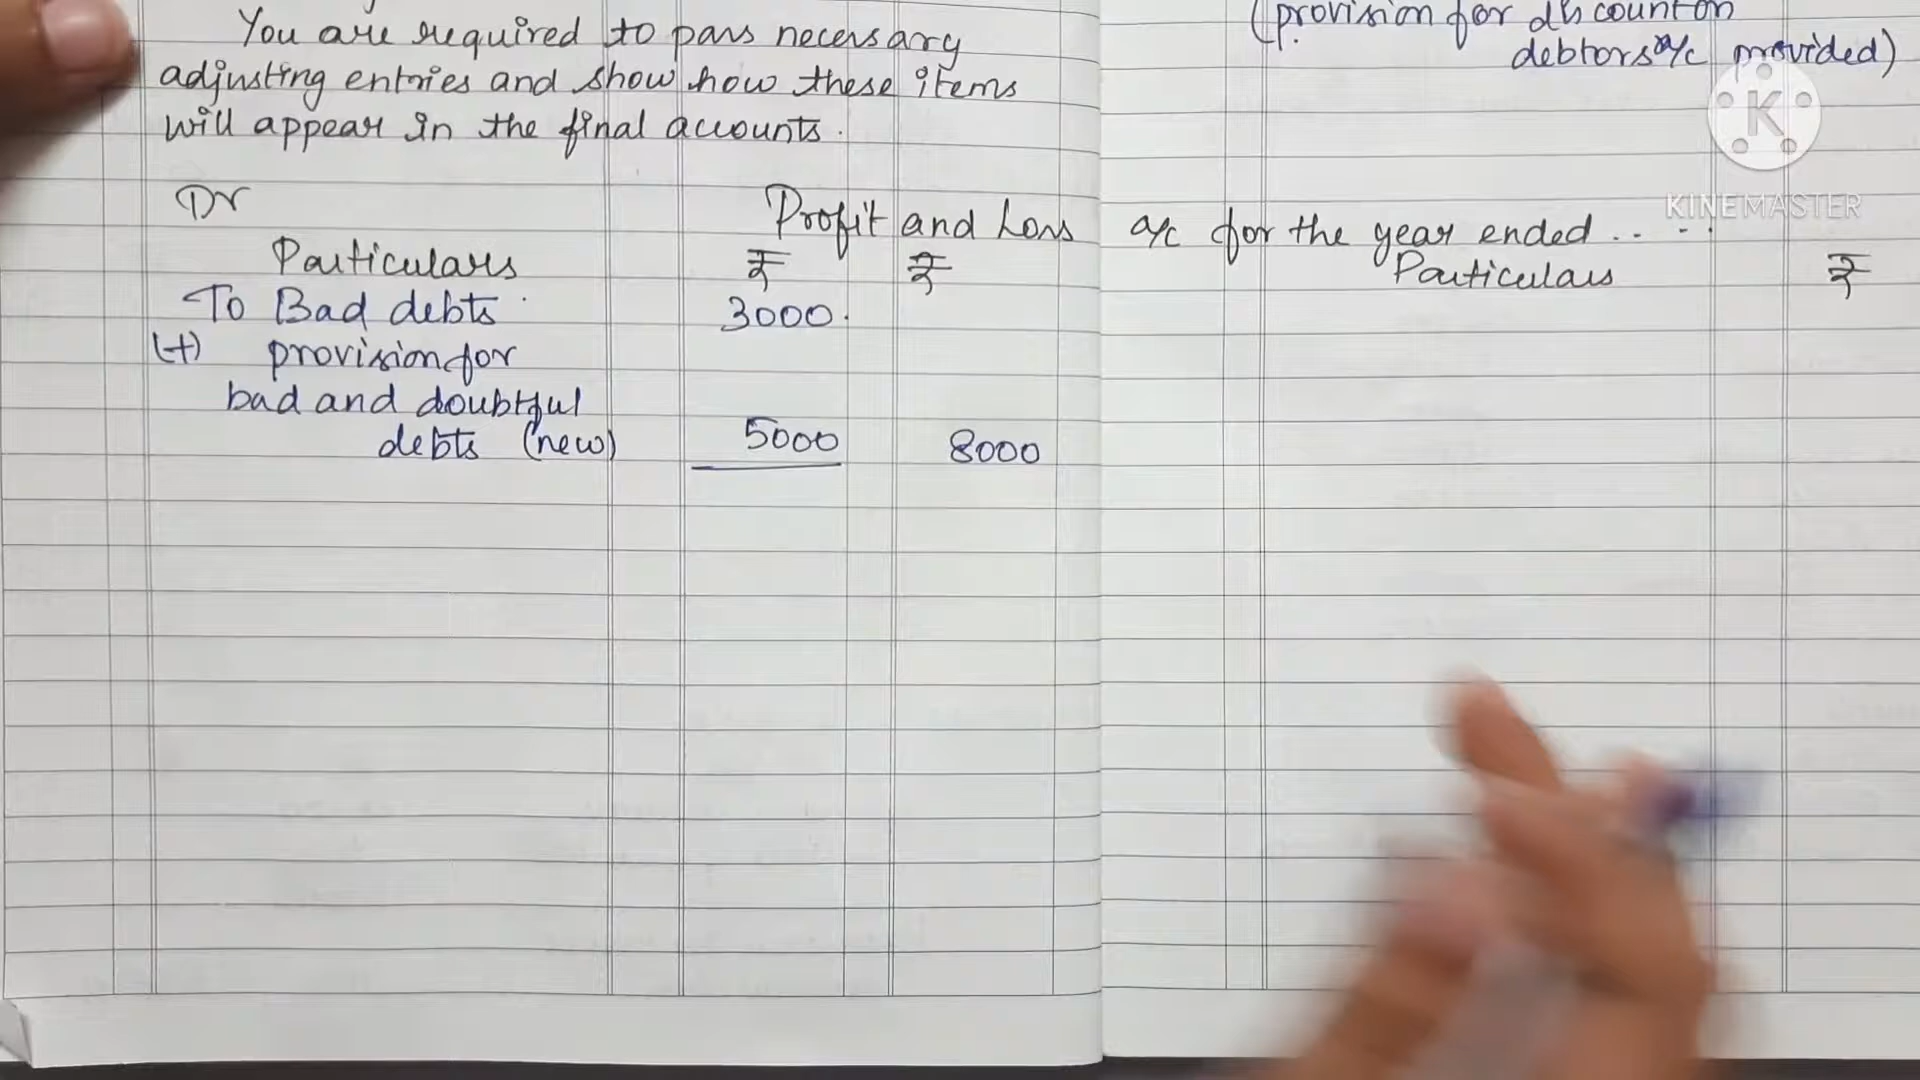 You are required to pass necessary
adjusting entries and show how these items
will appear in the final accounts.
(provision for discount on
debtors a/c provided)
K
KINEMASTER
Dr
Profit and Loss a/c for the year ended .. - .
Particulars ₹ ₹ Particulars ₹
To Bad debts 3000.
(+) provision for
bad and doubtful
debts (new) 5000 8000